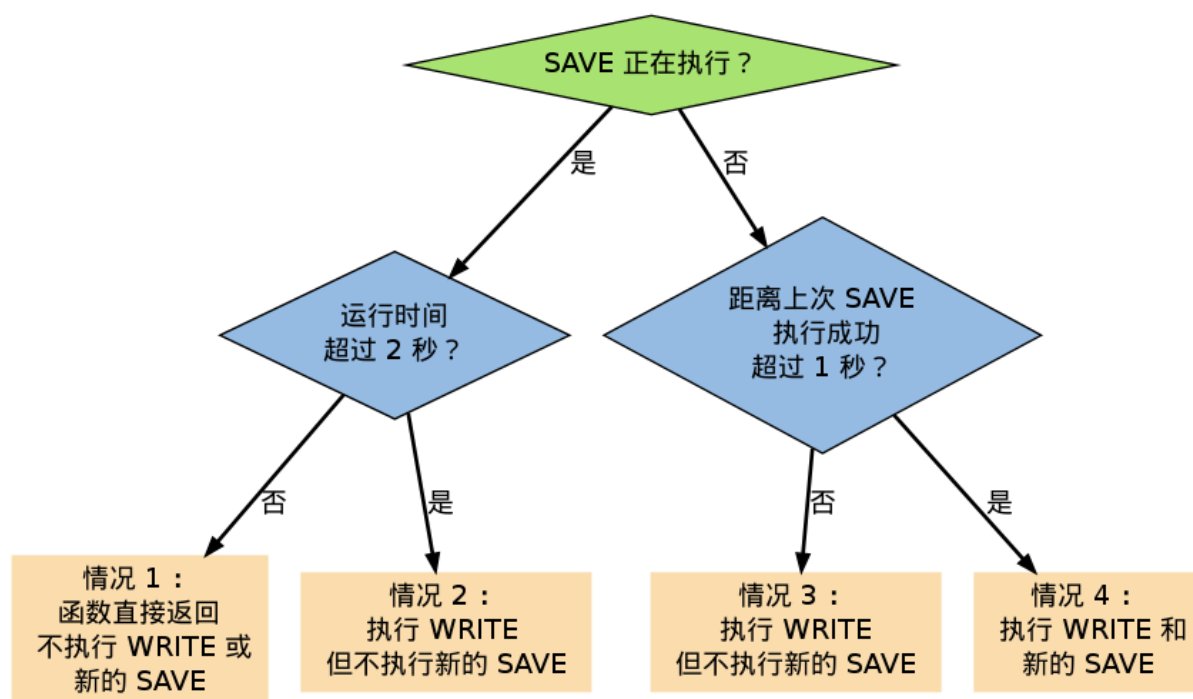 SAVE 正在执行？
是
否
运行时间
超过 2 秒？
距离上次 SAVE
执行成功
超过 1 秒？
否
是
否
是
情况 1：
函数直接返回
不执行 WRITE 或
新的 SAVE
情况 2：
执行 WRITE
但不执行新的 SAVE
情况 3：
执行 WRITE
但不执行新的 SAVE
情况 4：
执行 WRITE 和
新的 SAVE